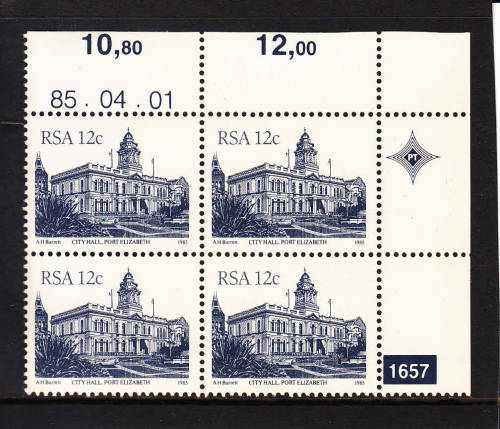 10,80 12,00
85.04.01
RSA 12c RSA 12c
PT
A H Barrett CITY HALL, PORT ELIZABETH 1985 A H Barrett CITY HALL, PORT ELIZABETH 1985
RSA 12c RSA 12c
1657
A H Barrett CITY HALL, PORT ELIZABETH 1985 A H Barrett CITY HALL, PORT ELIZABETH 1985